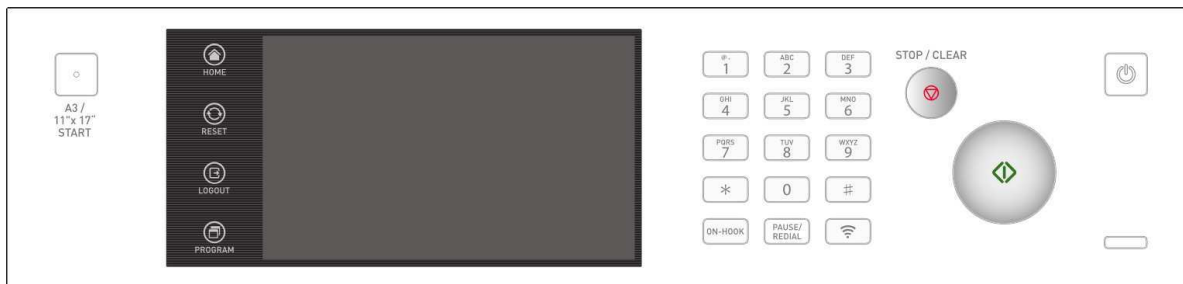 A3 /
11"x 17"
START
HOME
RESET
LOGOUT
PROGRAM
1
ABC
2
DEF
3
GHI
4
JKL
5
MNO
6
PQRS
7
TUV
8
WXYZ
9
*
0
#
ON-HOOK
PAUSE/
REDIAL
STOP / CLEAR